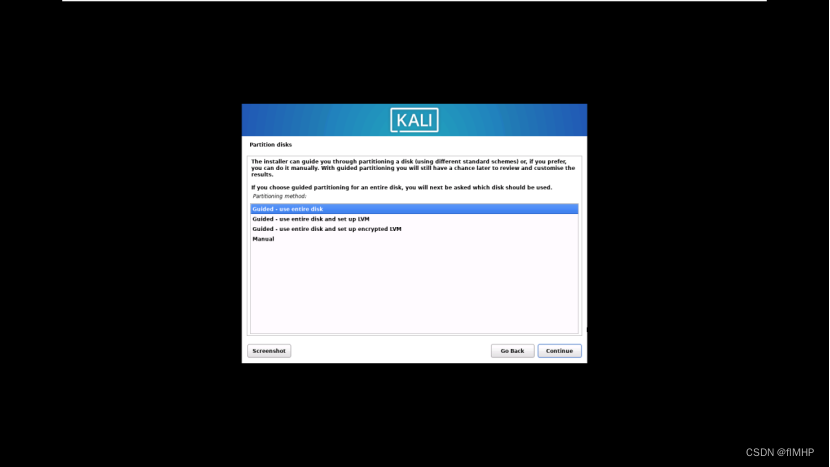 KALI
Partition disks
The installer can guide you through partitioning a disk (using different standard schemes) or, if you prefer,
you can do it manually. With guided partitioning you will still have a chance later to review and customise the
results.
If you choose guided partitioning for an entire disk, you will next be asked which disk should be used.
Partitioning method:
Guided - use entire disk
Guided - use entire disk and set up LVM
Guided - use entire disk and set up encrypted LVM
Manual
Screenshot
Go Back
Continue
CSDN @flMHP